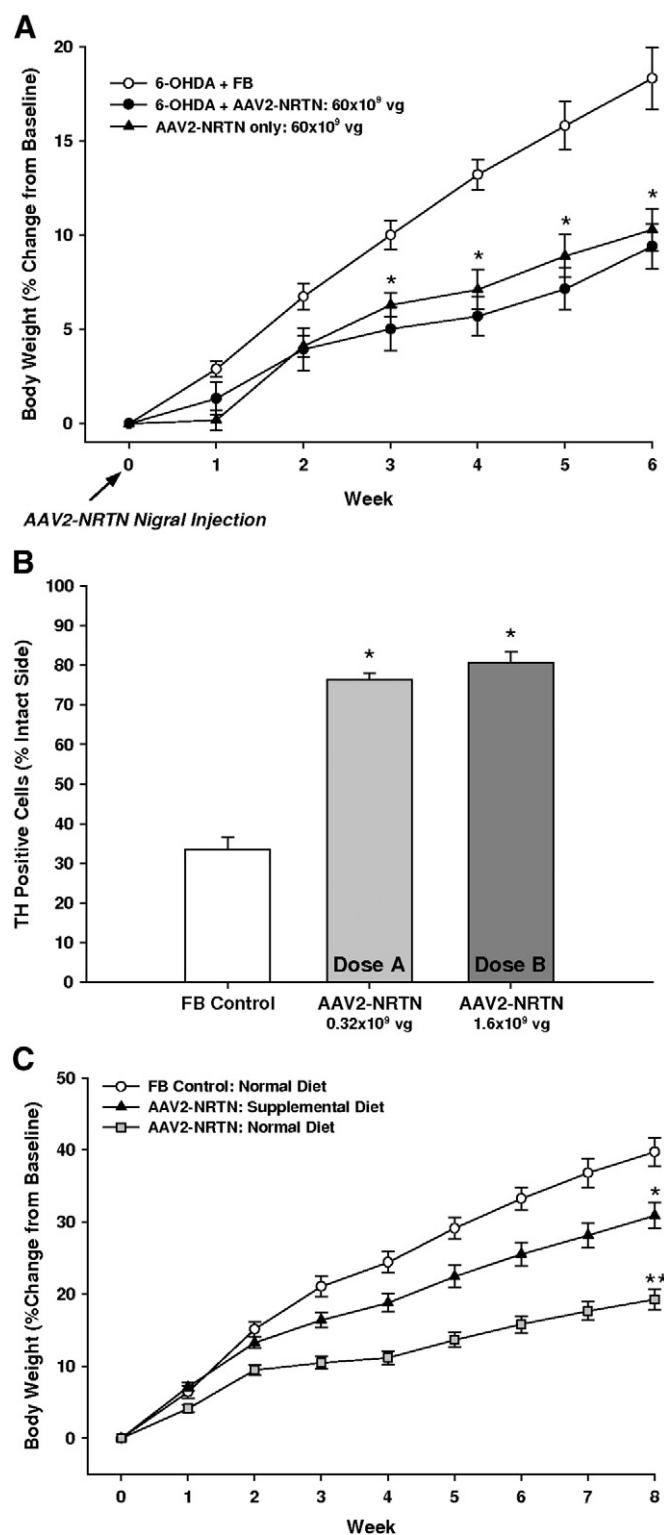 A
20
15
10
5
0
Body Weight (% Change from Baseline)
6-OHDA + FB
6-OHDA + AAV2-NRTN: 60x10⁹ vg
AAV2-NRTN only: 60x10⁹ vg
* * * *
0 1 2 3 4 5 6
Week
AAV2-NRTN Nigral Injection
B
100
90
80
70
60
50
40
30
20
10
0
TH Positive Cells (% Intact Side)
* *
Dose A Dose B
FB Control AAV2-NRTN AAV2-NRTN
0.32x10⁹ vg 1.6x10⁹ vg
C
50
40
30
20
10
0
Body Weight (%Change from Baseline)
FB Control: Normal Diet
AAV2-NRTN: Supplemental Diet
AAV2-NRTN: Normal Diet
*
**
0 1 2 3 4 5 6 7 8
Week